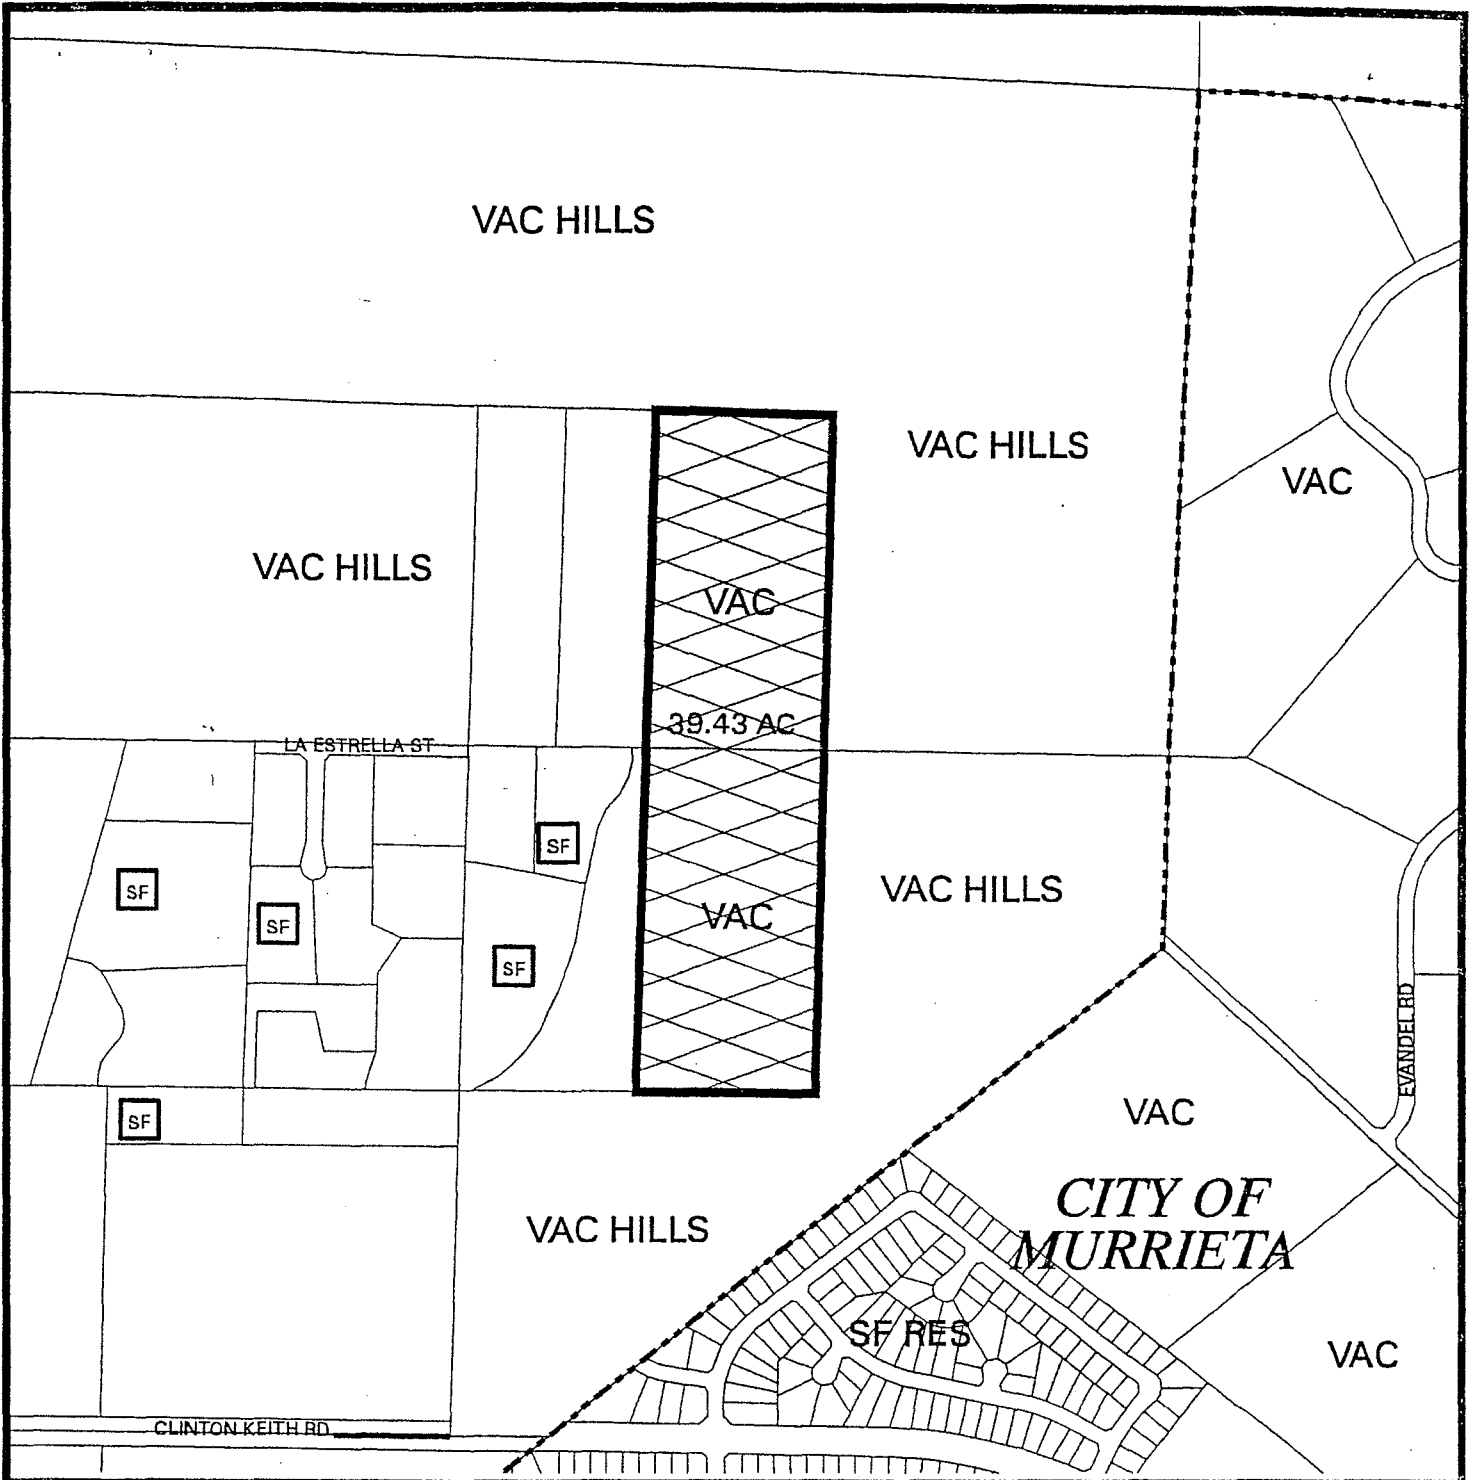 VAC HILLS
VAC HILLS
VAC
VAC HILLS
VAC
39.43 AC
LA ESTRELLA ST
SF
SF
VAC HILLS
SF
VAC
SF
EVANDEL RD
VAC
SF
CITY OF
MURRIETA
VAC HILLS
SF RES
VAC
CLINTON KEITH RD